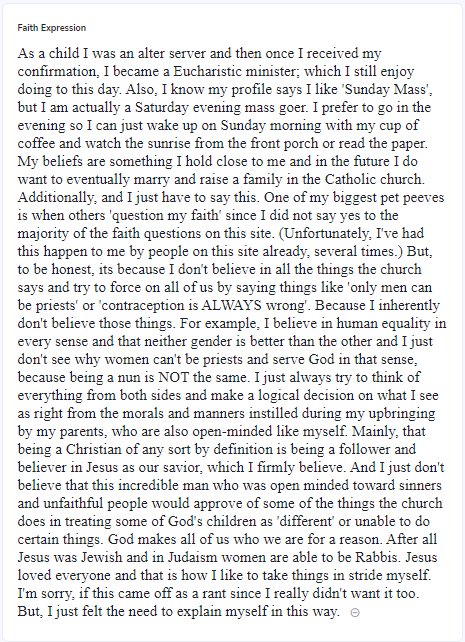 Faith Expression
As a child I was an alter server and then once I received my
confirmation, I became a Eucharistic minister; which I still enjoy
doing to this day. Also, I know my profile says I like 'Sunday Mass',
but I am actually a Saturday evening mass goer. I prefer to go in the
evening so I can just wake up on Sunday morning with my cup of
coffee and watch the sunrise from the front porch or read the paper.
My beliefs are something I hold close to me and in the future I do
want to eventually marry and raise a family in the Catholic church.
Additionally, and I just have to say this. One of my biggest pet peeves
is when others 'question my faith' since I did not say yes to the
majority of the faith questions on this site. (Unfortunately, I've had
this happen to me by people on this site already, several times.) But,
to be honest, its because I don't believe in all the things the church
says and try to force on all of us by saying things like 'only men can
be priests' or 'contraception is ALWAYS wrong'. Because I inherently
don't believe those things. For example, I believe in human equality in
every sense and that neither gender is better than the other and I just
don't see why women can't be priests and serve God in that sense,
because being a nun is NOT the same. I just always try to think of
everything from both sides and make a logical decision on what I see
as right from the morals and manners instilled during my upbringing
by my parents, who are also open-minded like myself. Mainly, that
being a Christian of any sort by definition is being a follower and
believer in Jesus as our savior, which I firmly believe. And I just don't
believe that this incredible man who was open minded toward sinners
and unfaithful people would approve of some of the things the church
does in treating some of God's children as 'different' or unable to do
certain things. God makes all of us who we are for a reason. After all
Jesus was Jewish and in Judaism women are able to be Rabbis. Jesus
loved everyone and that is how I like to take things in stride myself.
I'm sorry, if this came off as a rant since I really didn't want it too.
But, I just felt the need to explain myself in this way.